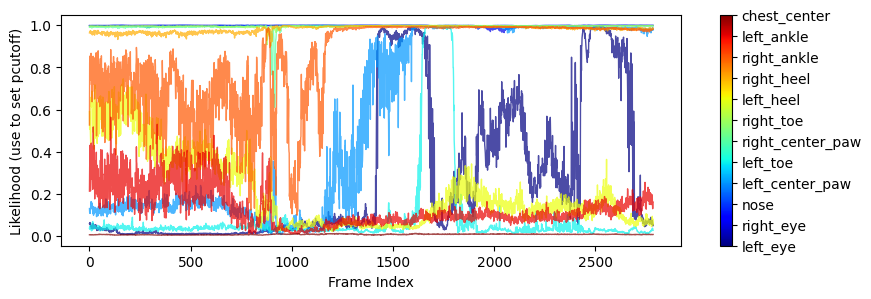 Likelihood (use to set pcutoff)
1.0
0.8
0.6
0.4
0.2
0.0
0
500
1000
1500
2000
2500
Frame Index
chest_center
left_ankle
right_ankle
right_heel
left_heel
right_toe
right_center_paw
left_toe
left_center_paw
nose
right_eye
left_eye